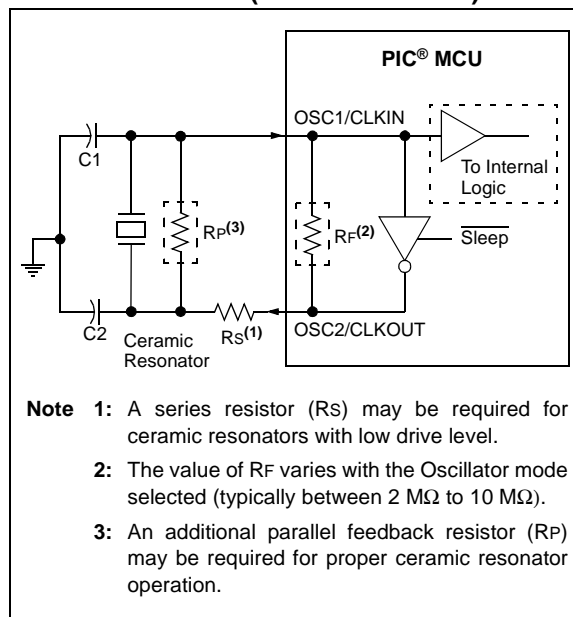 PIC® MCU
OSC1/CLKIN
C1
To Internal
Logic
RP(3)
RF(2)
Sleep
C2
Ceramic
Resonator
RS(1)
OSC2/CLKOUT
Note 1: A series resistor (RS) may be required for
ceramic resonators with low drive level.
2: The value of RF varies with the Oscillator mode
selected (typically between 2 MΩ to 10 MΩ).
3: An additional parallel feedback resistor (RP)
may be required for proper ceramic resonator
operation.